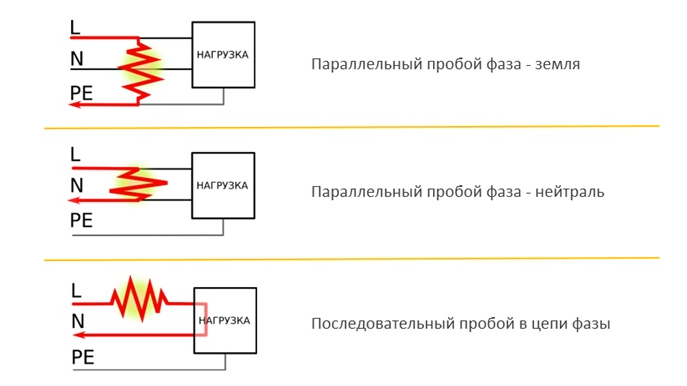 L
НАГРУЗКА
N
Параллельный пробой фаза - земля
PE
L
N
НАГРУЗКА
Параллельный пробой фаза - нейтраль
PE
L
N
НАГРУЗКА
Последовательный пробой в цепи фазы
PE